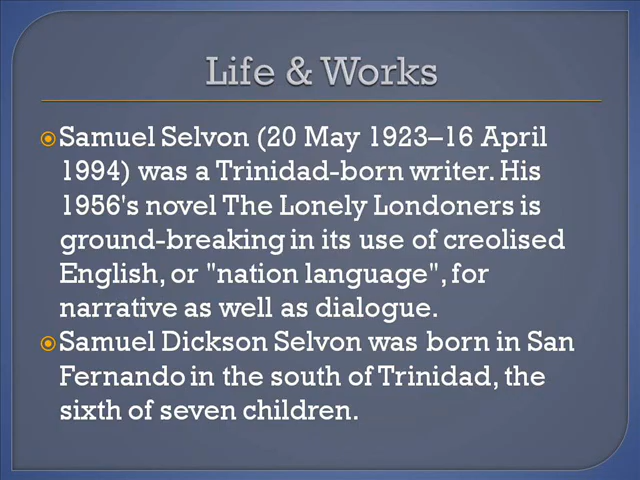 Life & Works
Samuel Selvon (20 May 1923–16 April
1994) was a Trinidad-born writer. His
1956's novel The Lonely Londoners is
ground-breaking in its use of creolised
English, or "nation language", for
narrative as well as dialogue.
Samuel Dickson Selvon was born in San
Fernando in the south of Trinidad, the
sixth of seven children.